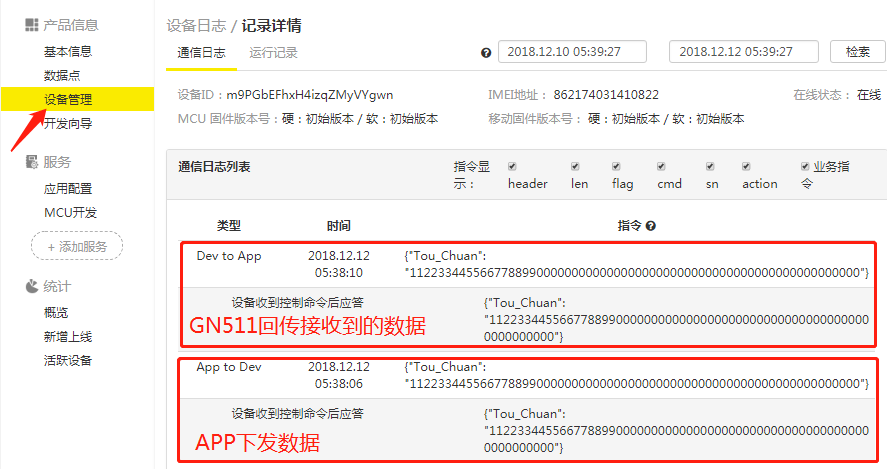 产品信息
基本信息
数据点
设备管理
开发向导
服务
应用配置
MCU开发
+ 添加服务
统计
概览
新增上线
活跃设备
设备日志 / 记录详情
通信日志 运行记录 2018.12.10 05:39:27 2018.12.12 05:39:27 检索
设备ID： m9PGbEFhxH4izqZMyVYgwn IMEI地址： 862174031410822 在线状态： 在线
MCU 固件版本号： 硬：初始版本 / 软：初始版本 移动固件版本号： 硬：初始版本 / 软：初始版本
通信日志列表 指令显示： header len flag cmd sn action 业务指令
类型 时间 指令
Dev to App 2018.12.12 05:38:10 {"Tou_Chuan":
设备收到控制命令后应答 {"Tou_Chuan":
GN511回传接收到的数据
App to Dev 2018.12.12 05:38:06 {"Tou_Chuan":
设备收到控制命令后应答 {"Tou_Chuan":
APP下发数据